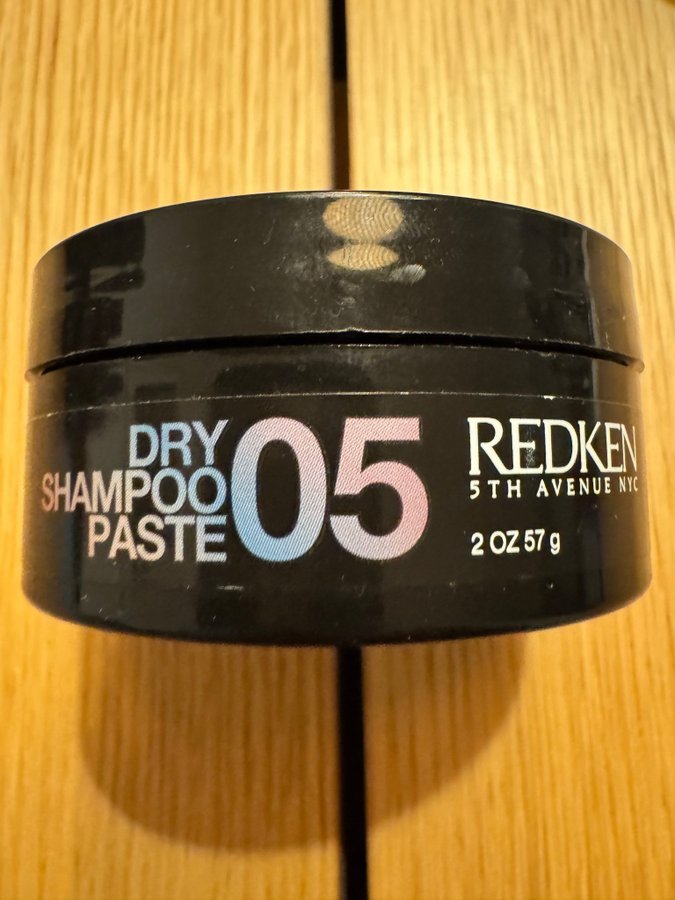 DRY
SHAMPOO
PASTE
05
REDKEN
5TH AVENUE NYC
2 OZ 57 g